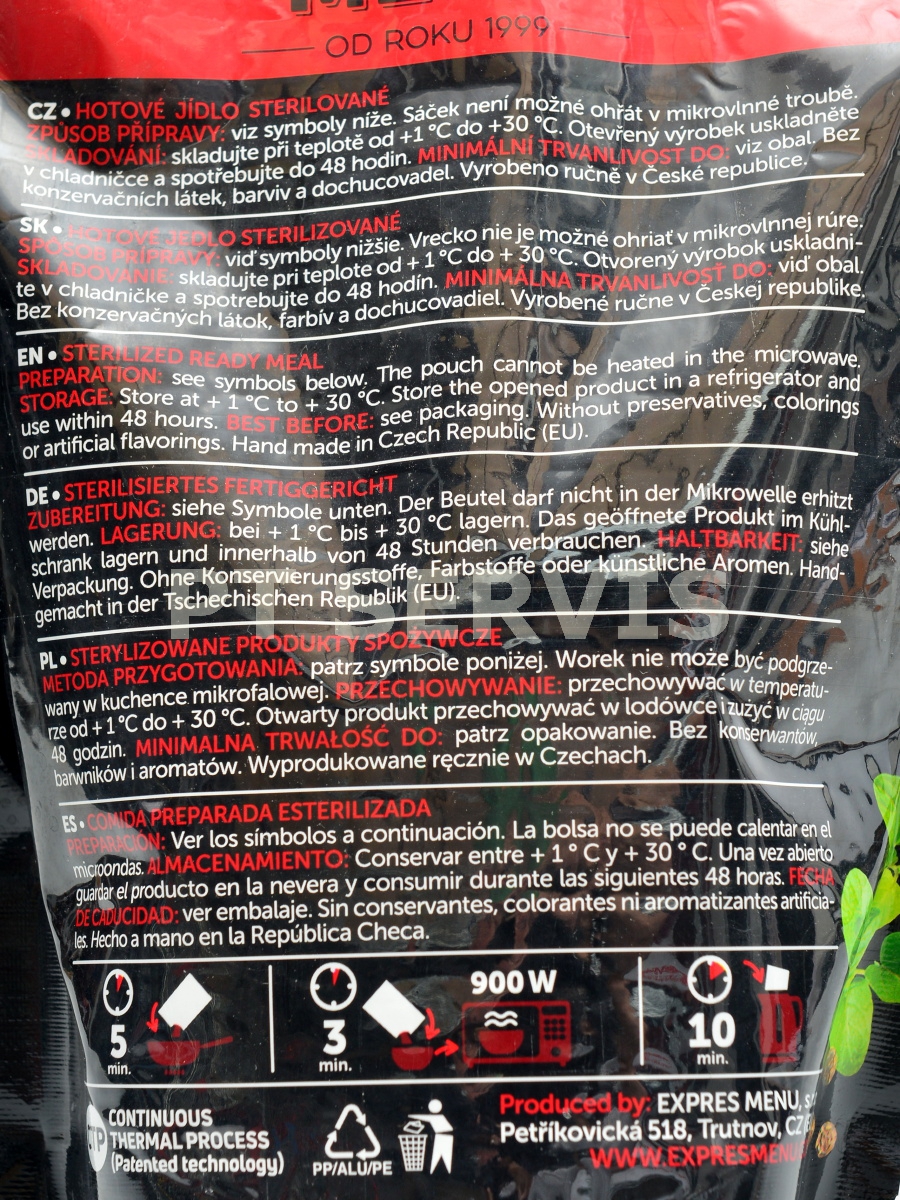 OD ROKU 1999
CZ • HOTOVÉ JÍDLO STERILOVANÉ
ZPŮSOB PŘÍPRAVY: viz symboly níže. Sáček není možné ohřát v mikrovlnné troubě.
SKLADOVÁNÍ: skladujte při teplotě od +1 °C do +30 °C. Otevřený výrobek uskladněte
v chladničce a spotřebujte do 48 hodin. MINIMÁLNÍ TRVANLIVOST DO: viz obal. Bez
konzervačních látek, barviv a dochucovadel. Vyrobeno ručně v České republice.
SK • HOTOVÉ JEDLO STERILIZOVANÉ
SPÔSOB PRÍPRAVY: viď symboly nižšie. Vrecko nie je možné ohriať v mikrovlnnej rúre.
SKLADOVANIE: skladujte pri teplote od + 1 °C do + 30 °C. Otvorený výrobok uskladni-
te v chladničke a spotrebujte do 48 hodín. MINIMÁLNA TRVANLIVOSŤ DO: viď obal.
Bez konzervačných látok, farbív a dochucovadiel. Vyrobené ručne v Českej republike.
EN • STERILIZED READY MEAL
PREPARATION: see symbols below. The pouch cannot be heated in the microwave.
STORAGE: Store at + 1 °C to + 30 °C. Store the opened product in a refrigerator and
use within 48 hours. BEST BEFORE: see packaging. Without preservatives, colorings
or artificial flavorings. Hand made in Czech Republic (EU).
DE • STERILISIERTES FERTIGGERICHT
ZUBEREITUNG: siehe Symbole unten. Der Beutel darf nicht in der Mikrowelle erhitzt
werden. LAGERUNG: bei + 1 °C bis + 30 °C lagern. Das geöffnete Produkt im Kühl-
schrank lagern und innerhalb von 48 Stunden verbrauchen. HALTBARKEIT: siehe
Verpackung. Ohne Konservierungsstoffe, Farbstoffe oder künstliche Aromen. Hand-
gemacht in der Tschechischen Republik (EU).
PT SERVIS
PL • STERYLIZOWANE PRODUKTY SPOŻYWCZE
METODA PRZYGOTOWANIA: patrz symbole poniżej. Worek nie może być podgrze-
wany w kuchence mikrofalowej. PRZECHOWYWANIE: przechowywać w temperatu-
rze od + 1 °C do + 30 °C. Otwarty produkt przechowywać w lodówce i zużyć w ciągu
48 godzin. MINIMALNA TRWAŁOŚĆ DO: patrz opakowanie. Bez konserwantów,
barwników i aromatów. Wyprodukowane ręcznie w Czechach.
ES • COMIDA PREPARADA ESTERILIZADA
PREPARACIÓN: Ver los símbolos a continuación. La bolsa no se puede calentar en el
microondas. ALMACENAMIENTO: Conservar entre + 1 ° C y + 30 ° C. Una vez abierto
guardar el producto en la nevera y consumir durante las siguientes 48 horas. FECHA
DE CADUCIDAD: ver embalaje. Sin conservantes, colorantes ni aromatizantes artificia-
les. Hecho a mano en la República Checa.
5 min.
3 min.
900 W
10 min.
CONTINUOUS
THERMAL PROCESS
(Patented technology)
PP/ALU/PE
Produced by: EXPRES MENU,
Petříkovická 518, Trutnov, CZ
WWW.EXPRESMENU